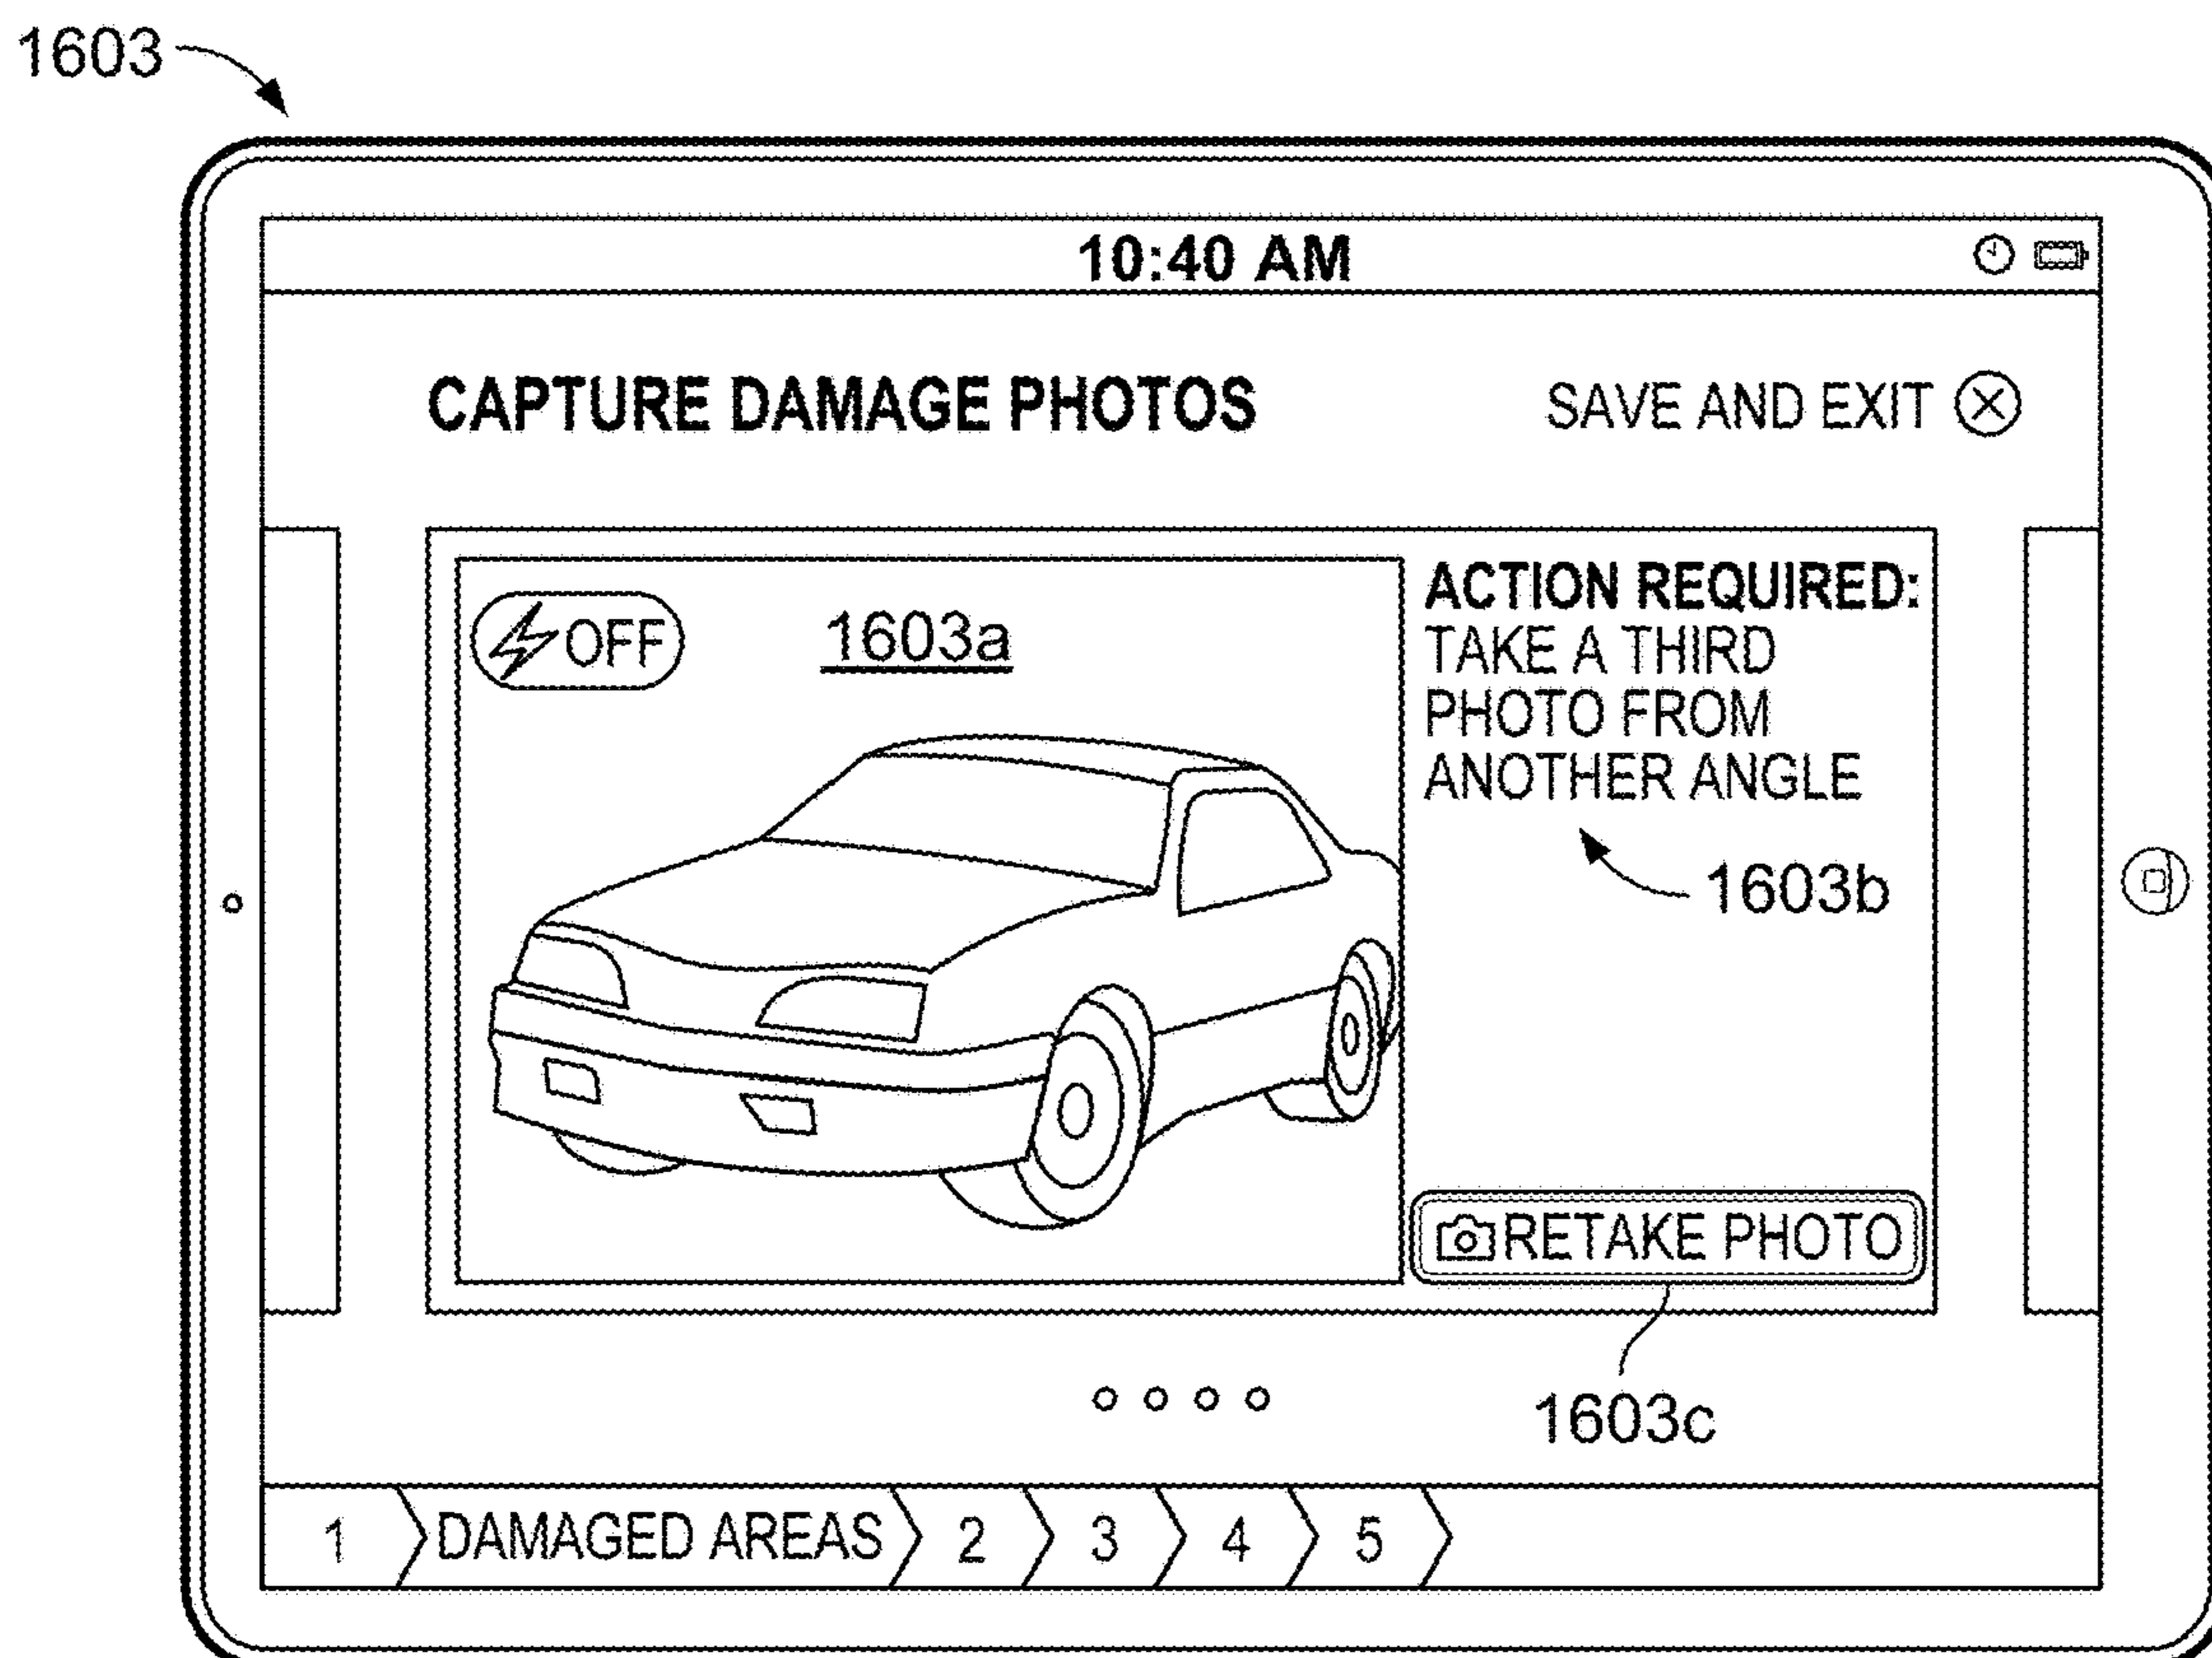 1603
10:40 AM
CAPTURE DAMAGE PHOTOS
SAVE AND EXIT
OFF
1603a
ACTION REQUIRED:
TAKE A THIRD
PHOTO FROM
ANOTHER ANGLE
1603b
RETAKE PHOTO
1603c
1 DAMAGED AREAS 2 3 4 5